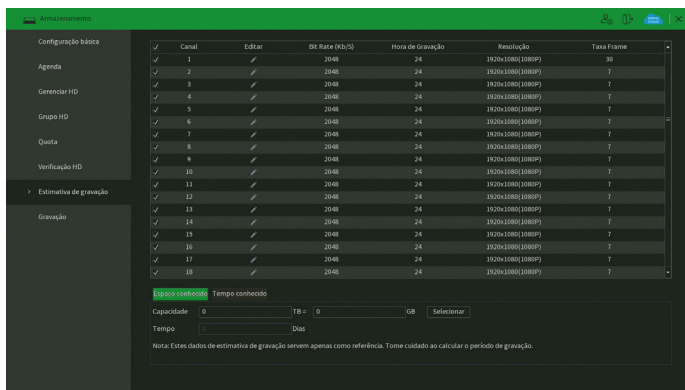 Armazenamento
Configuração básica
Agenda
Gerenciar HD
Grupo HD
Quota
Verificação HD
> Estimativa de gravação
Gravação
Canal Editar Bit Rate (Kb/S) Hora de Gravação Resolução Taxa Frame
1 2048 24 1920x1080(1080P) 30
2 2048 24 1920x1080(1080P) 7
3 2048 24 1920x1080(1080P) 7
4 2048 24 1920x1080(1080P) 7
5 2048 24 1920x1080(1080P) 7
6 2048 24 1920x1080(1080P) 7
7 2048 24 1920x1080(1080P) 7
8 2048 24 1920x1080(1080P) 7
9 2048 24 1920x1080(1080P) 7
10 2048 24 1920x1080(1080P) 7
11 2048 24 1920x1080(1080P) 7
12 2048 24 1920x1080(1080P) 7
13 2048 24 1920x1080(1080P) 7
14 2048 24 1920x1080(1080P) 7
15 2048 24 1920x1080(1080P) 7
16 2048 24 1920x1080(1080P) 7
17 2048 24 1920x1080(1080P) 7
18 2048 24 1920x1080(1080P) 7
Espaço conhecido Tempo conhecido
Capacidade 0 TB = 0 GB Selecionar
Tempo 0 Dias
Nota: Estes dados de estimativa de gravação servem apenas como referência. Tome cuidado ao calcular o período de gravação.